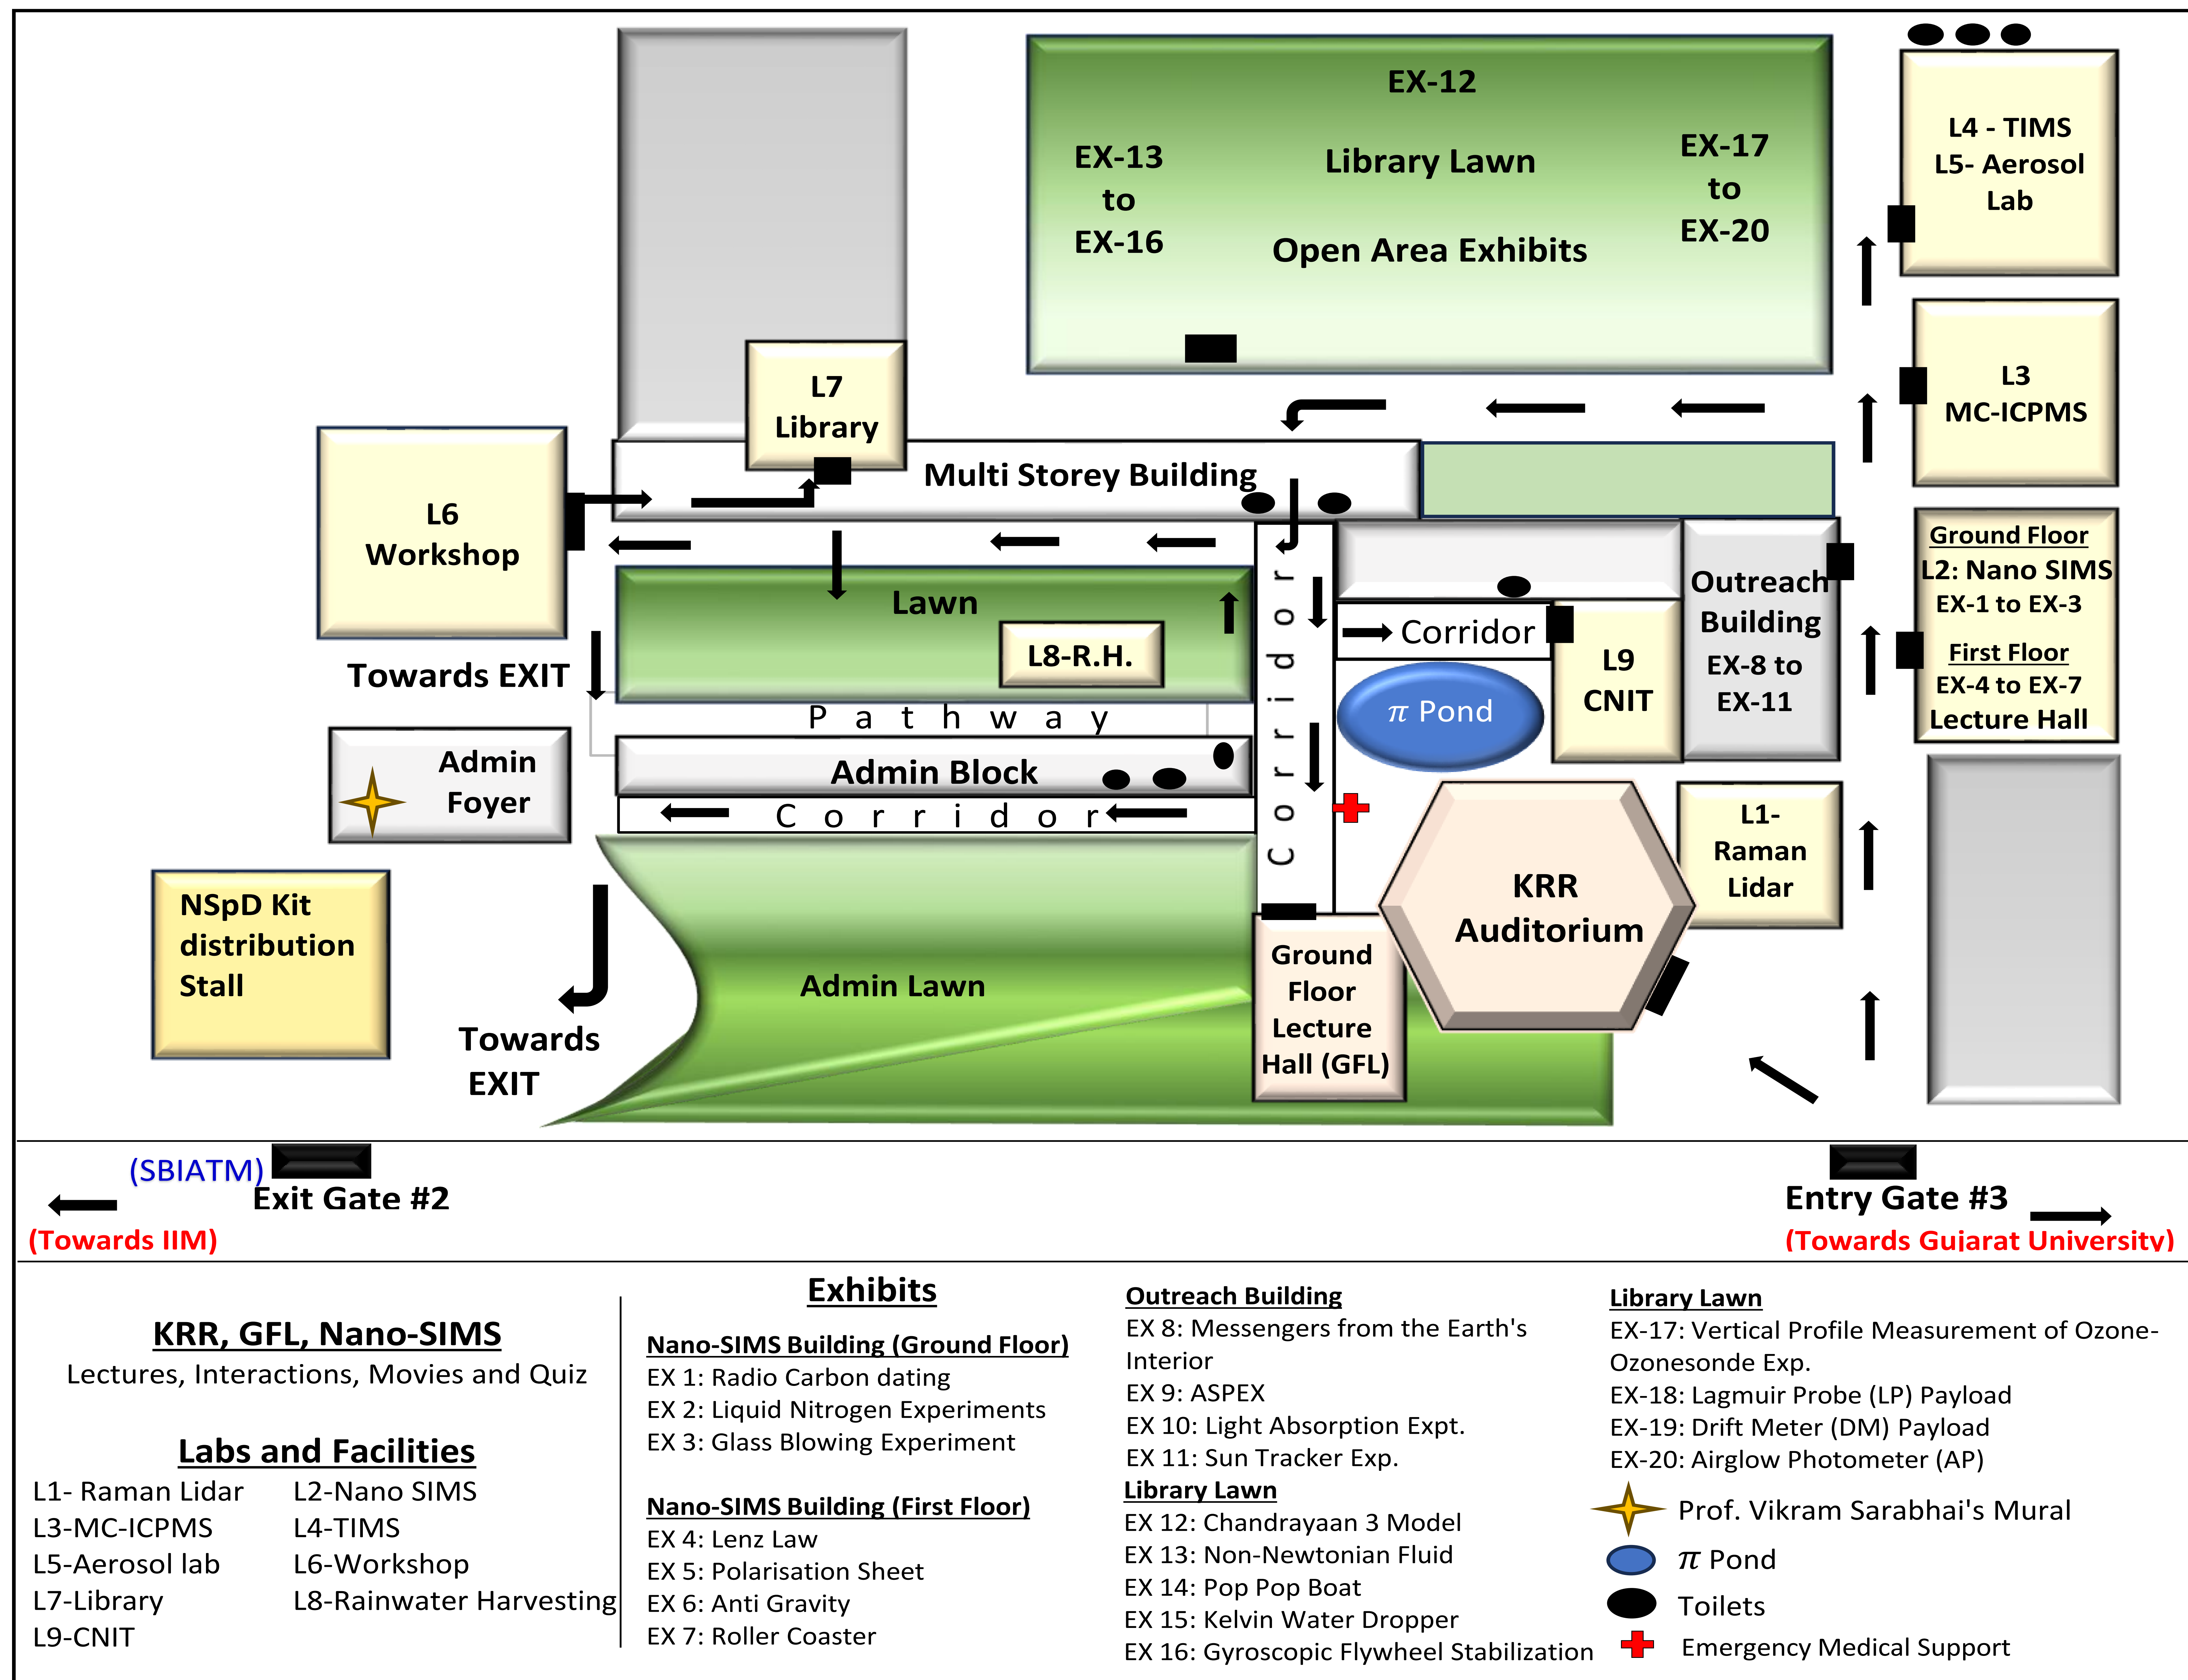 EX-12
EX-13
to
EX-16
Library Lawn
Open Area Exhibits
EX-17
to
EX-20
L4 - TIMS
L5- Aerosol
Lab
L3
MC-ICPMS
L7
Library
Multi Storey Building
L6
Workshop
Ground Floor
L2: Nano SIMS
EX-1 to EX-3
First Floor
EX-4 to EX-7
Lecture Hall
Outreach
Building
EX-8 to
EX-11
Lawn
L8-R.H.
Corridor
Corridor
L9
CNIT
π Pond
Towards EXIT
Pathway
Admin
Foyer
Admin Block
Corridor
L1-
Raman
Lidar
KRR
Auditorium
NSpD Kit
distribution
Stall
Admin Lawn
Ground
Floor
Lecture
Hall (GFL)
Towards
EXIT
(SBIATM)
Exit Gate #2
(Towards IIM)
Entry Gate #3
(Towards Gujarat University)
KRR, GFL, Nano-SIMS
Lectures, Interactions, Movies and Quiz
Labs and Facilities
L1- Raman Lidar
L2-Nano SIMS
L3-MC-ICPMS
L4-TIMS
L5-Aerosol lab
L6-Workshop
L7-Library
L8-Rainwater Harvesting
L9-CNIT
Exhibits
Nano-SIMS Building (Ground Floor)
EX 1: Radio Carbon dating
EX 2: Liquid Nitrogen Experiments
EX 3: Glass Blowing Experiment
Nano-SIMS Building (First Floor)
EX 4: Lenz Law
EX 5: Polarisation Sheet
EX 6: Anti Gravity
EX 7: Roller Coaster
Outreach Building
EX 8: Messengers from the Earth's
Interior
EX 9: ASPEX
EX 10: Light Absorption Expt.
EX 11: Sun Tracker Exp.
Library Lawn
EX 12: Chandrayaan 3 Model
EX 13: Non-Newtonian Fluid
EX 14: Pop Pop Boat
EX 15: Kelvin Water Dropper
EX 16: Gyroscopic Flywheel Stabilization
Library Lawn
EX-17: Vertical Profile Measurement of Ozone-
Ozonesonde Exp.
EX-18: Lagmuir Probe (LP) Payload
EX-19: Drift Meter (DM) Payload
EX-20: Airglow Photometer (AP)
Prof. Vikram Sarabhai's Mural
π Pond
Toilets
Emergency Medical Support